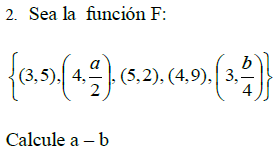 2. Sea la función F:
{(3,5),(4,a/2),(5,2),(4,9),(3,b/4)}
Calcule a – b